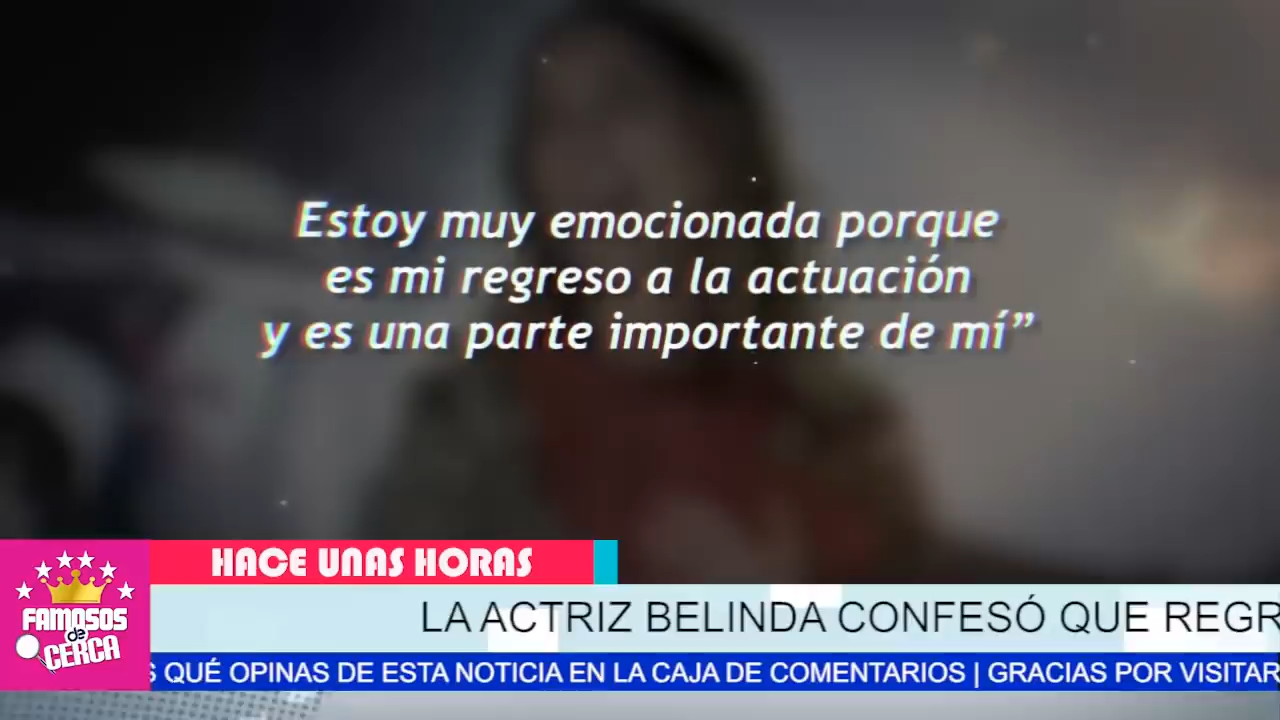 Estoy muy emocionada porque
es mi regreso a la actuación
y es una parte importante de mí”
HACE UNAS HORAS
FAMOSOS
de
CERCA
LA ACTRIZ BELINDA CONFESÓ QUE REGR
S QUÉ OPINAS DE ESTA NOTICIA EN LA CAJA DE COMENTARIOS | GRACIAS POR VISITAR